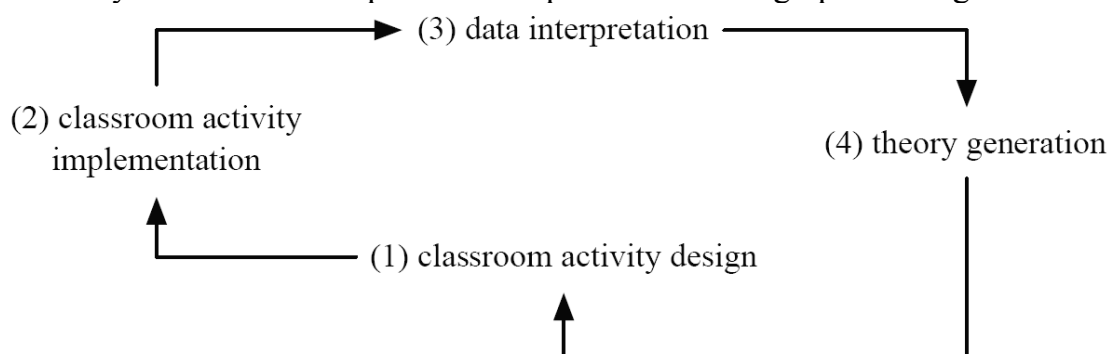 (3) data interpretation
(2) classroom activity
implementation
(4) theory generation
(1) classroom activity design